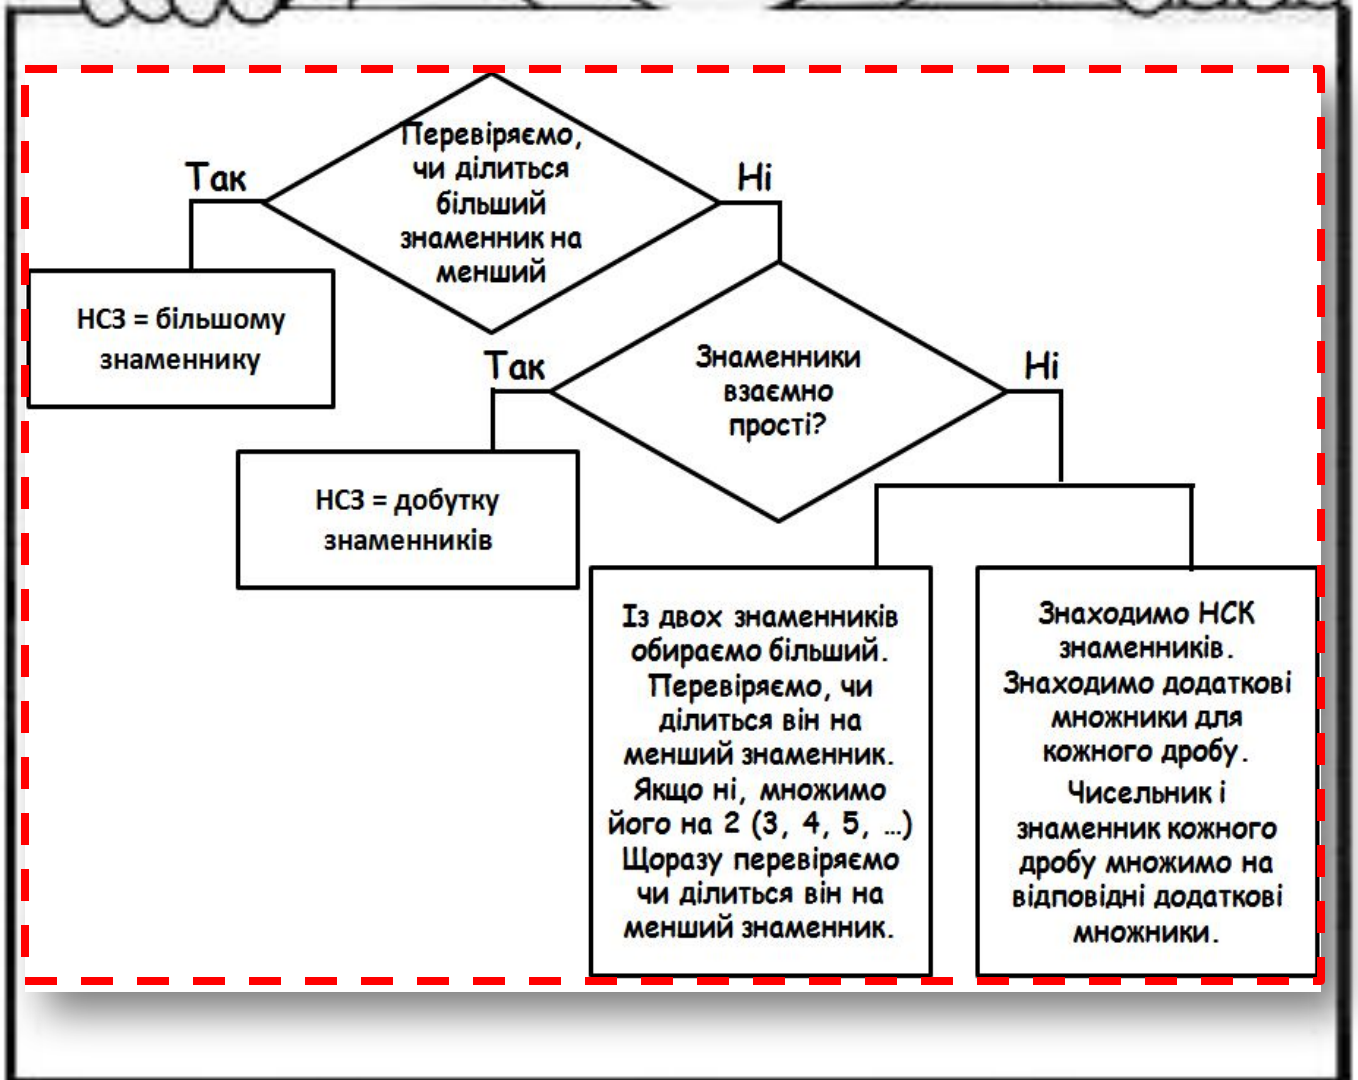 Перевіряємо,
чи ділиться
більший
знаменник на
менший
Так
Ні
НСЗ = більшому
знаменнику
Знаменники
взаємно
прості?
Так
Ні
НСЗ = добутку
знаменників
Із двох знаменників
обираємо більший.
Перевіряємо, чи
ділиться він на
менший знаменник.
Якщо ні, множимо
його на 2 (3, 4, 5, ...)
Щоразу перевіряємо
чи ділиться він на
менший знаменник.
Знаходимо НСК
знаменників.
Знаходимо додаткові
множники для
кожного дробу.
Чисельник і
знаменник кожного
дробу множимо на
відповідні додаткові
множники.